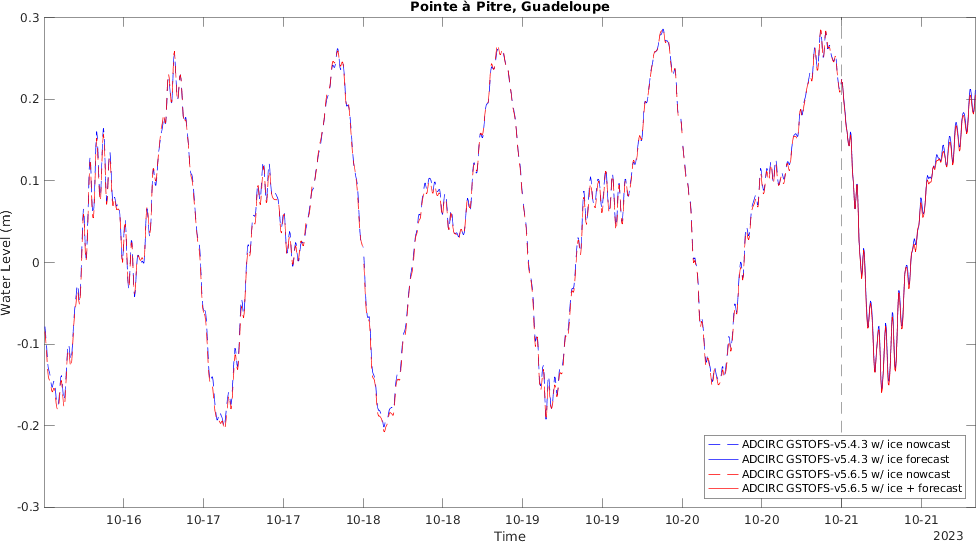 Pointe à Pitre, Guadeloupe
0.3
0.2
0.1
0
-0.1
-0.2
-0.3
Water Level (m)
ADCIRC GSTOFS-v5.4.3 w/ ice nowcast
ADCIRC GSTOFS-v5.4.3 w/ ice forecast
ADCIRC GSTOFS-v5.6.5 w/ ice nowcast
ADCIRC GSTOFS-v5.6.5 w/ ice + forecast
10-16 10-17 10-17 10-18 10-18 10-19 10-19 10-20 10-20 10-21 10-21
Time
2023